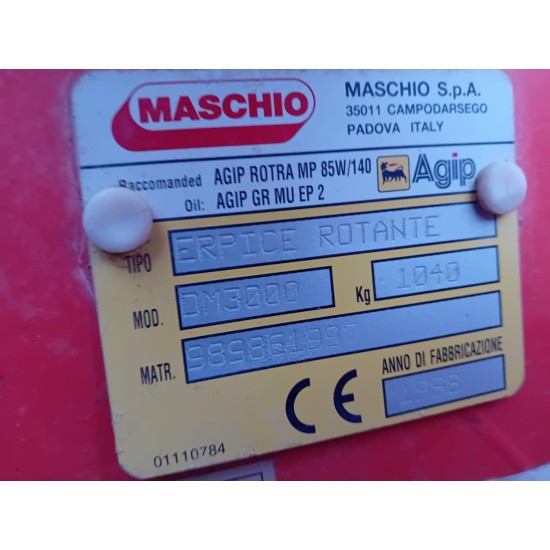 MASCHIO
MASCHIO S.p.A.
35011 CAMPODARSEGO
PADOVA ITALY
Raccomanded AGIP ROTRA MP 85W/140
Oil: AGIP GR MU EP 2
Agip
TIPO ERPICE ROTANTE
MOD. DM3000 Kg 1040
MATR.
ANNO DI FABBRICAZIONE
1998
CE
01110784